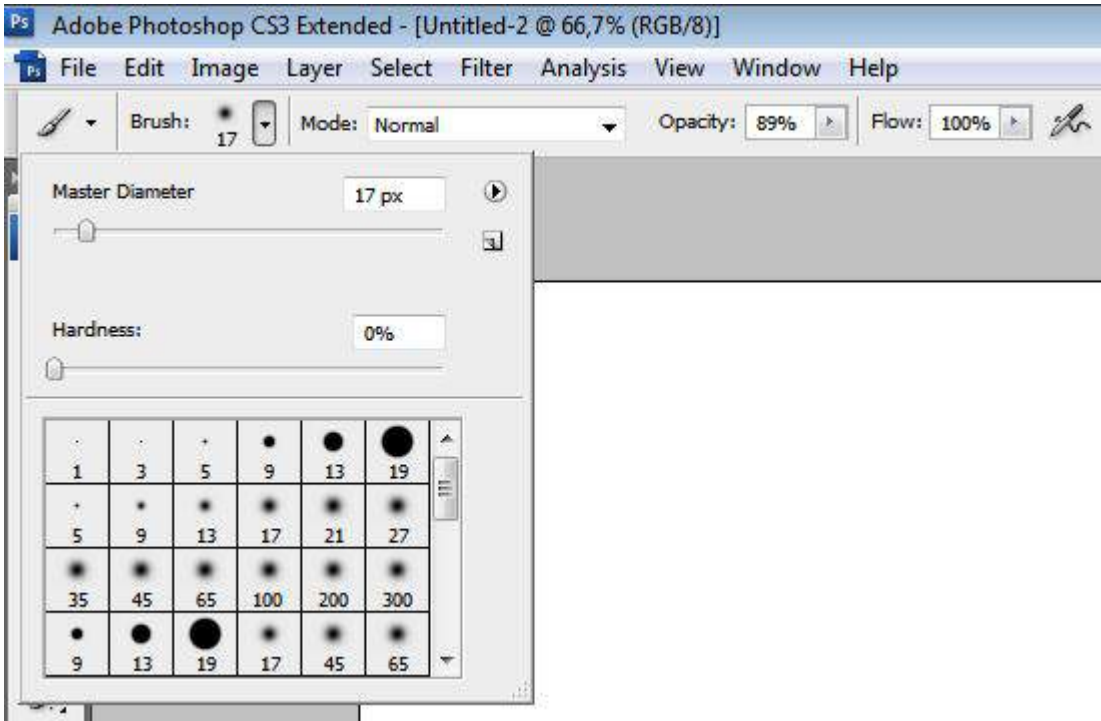 Ps Adobe Photoshop CS3 Extended - [Untitled-2 @ 66,7% (RGB/8)]
Ps File Edit Image Layer Select Filter Analysis View Window Help
Brush: 17 Mode: Normal Opacity: 89% Flow: 100%
Master Diameter 17 px
Hardness: 0%
1 3 5 9 13 19
5 9 13 17 21 27
35 45 65 100 200 300
9 13 19 17 45 65